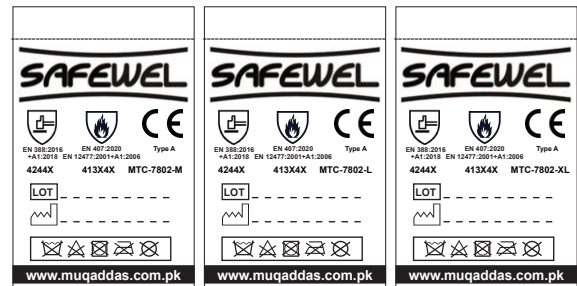 SAFEWEL
EN 388:2016
+A1:2018
EN 407:2020
EN 12477:2001+A1:2006
CE
Type A
4244X 413X4X MTC-7802-M
LOT
www.muqaddas.com.pk
SAFEWEL
EN 388:2016
+A1:2018
EN 407:2020
EN 12477:2001+A1:2006
CE
Type A
4244X 413X4X MTC-7802-L
LOT
www.muqaddas.com.pk
SAFEWEL
EN 388:2016
+A1:2018
EN 407:2020
EN 12477:2001+A1:2006
CE
Type A
4244X 413X4X MTC-7802-XL
LOT
www.muqaddas.com.pk